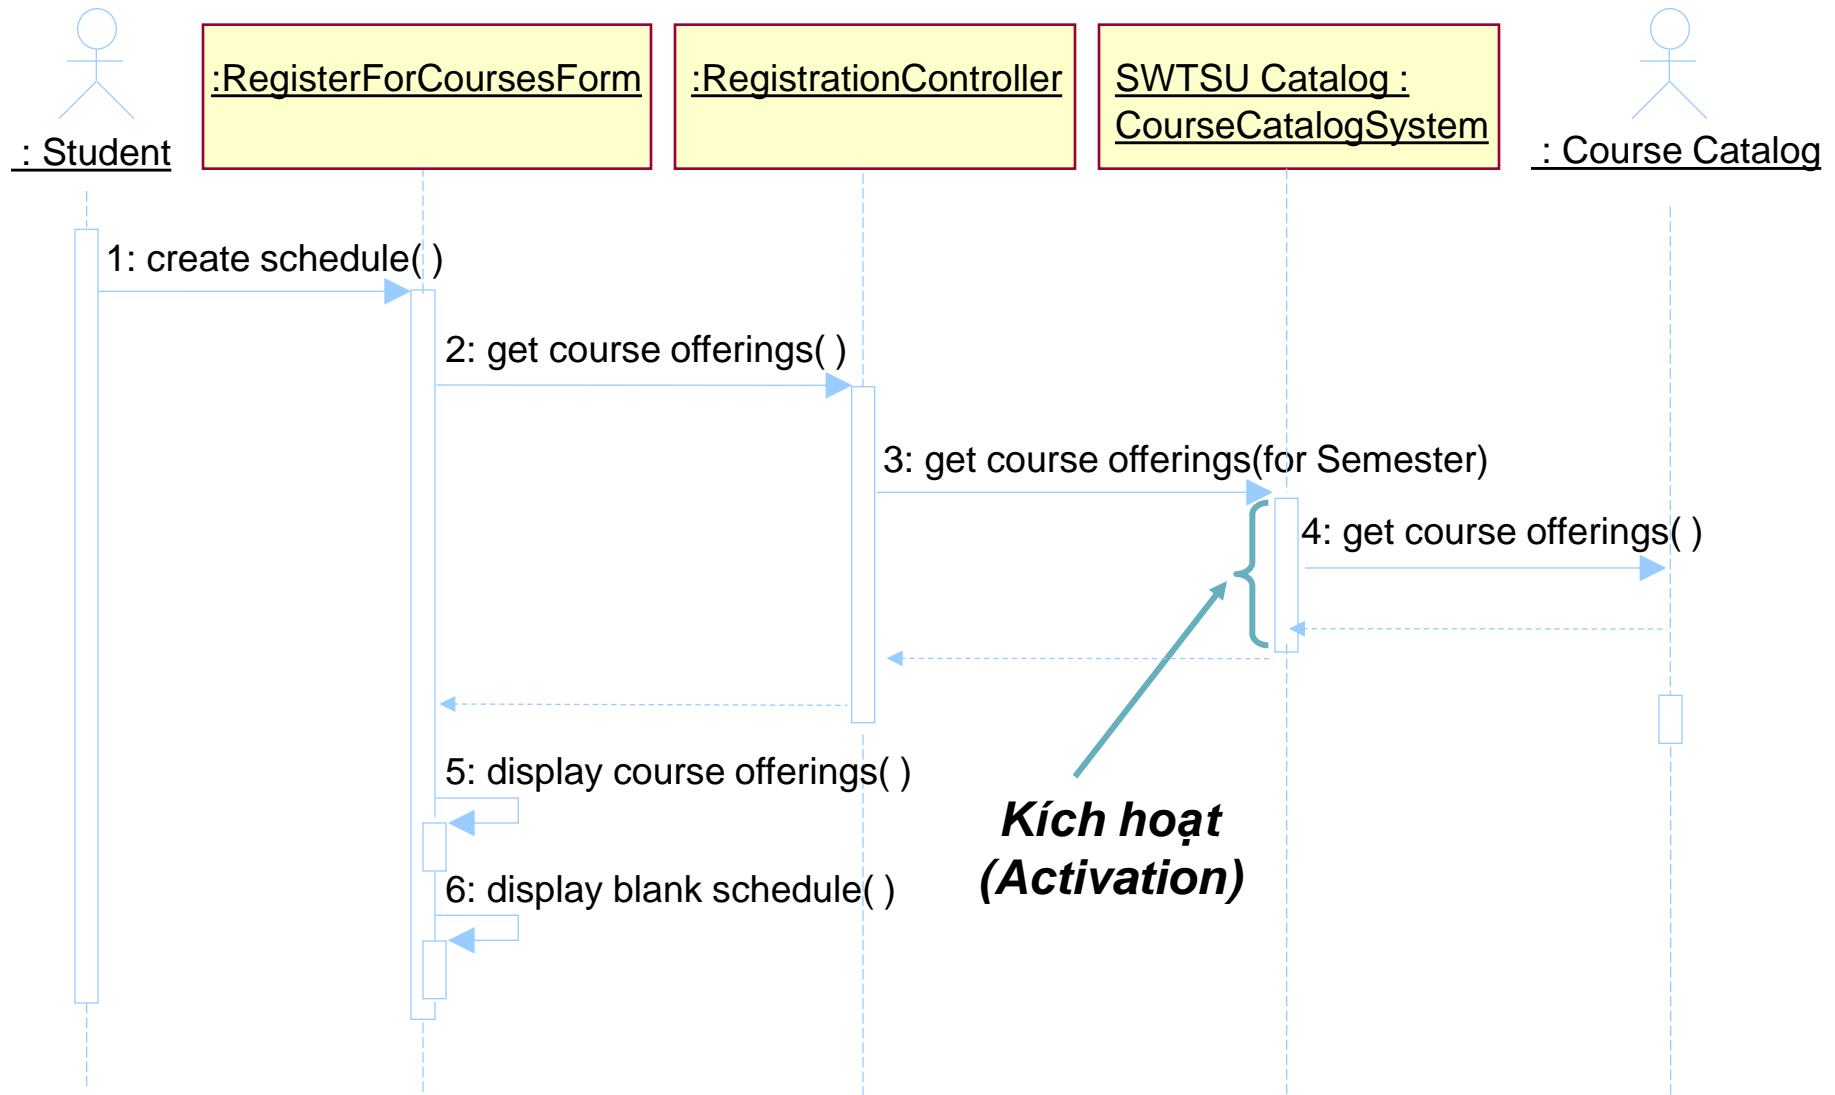 : Student
:RegisterForCoursesForm
:RegistrationController
SWTSU Catalog :
CourseCatalogSystem
: Course Catalog
1: create schedule( )
2: get course offerings( )
3: get course offerings(for Semester)
4: get course offerings( )
5: display course offerings( )
6: display blank schedule( )
Kích hoạt
(Activation)